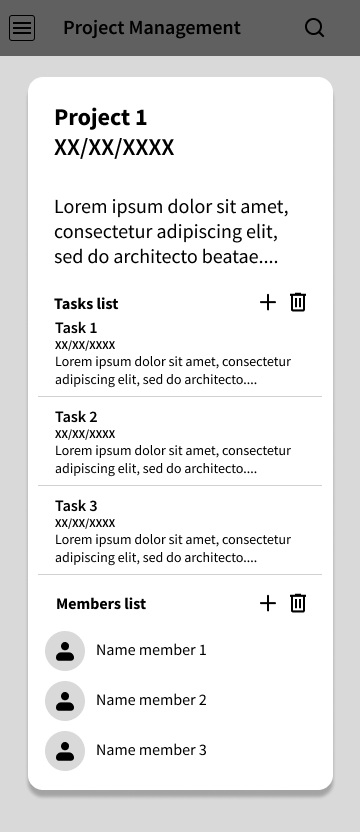 Project Management
Project 1
XX/XX/XXXX
Lorem ipsum dolor sit amet,
consectetur adipiscing elit,
sed do architecto beatae....
Tasks list
Task 1
XX/XX/XXXX
Lorem ipsum dolor sit amet, consectetur
adipiscing elit, sed do architecto....
Task 2
XX/XX/XXXX
Lorem ipsum dolor sit amet, consectetur
adipiscing elit, sed do architecto....
Task 3
XX/XX/XXXX
Lorem ipsum dolor sit amet, consectetur
adipiscing elit, sed do architecto....
Members list
Name member 1
Name member 2
Name member 3